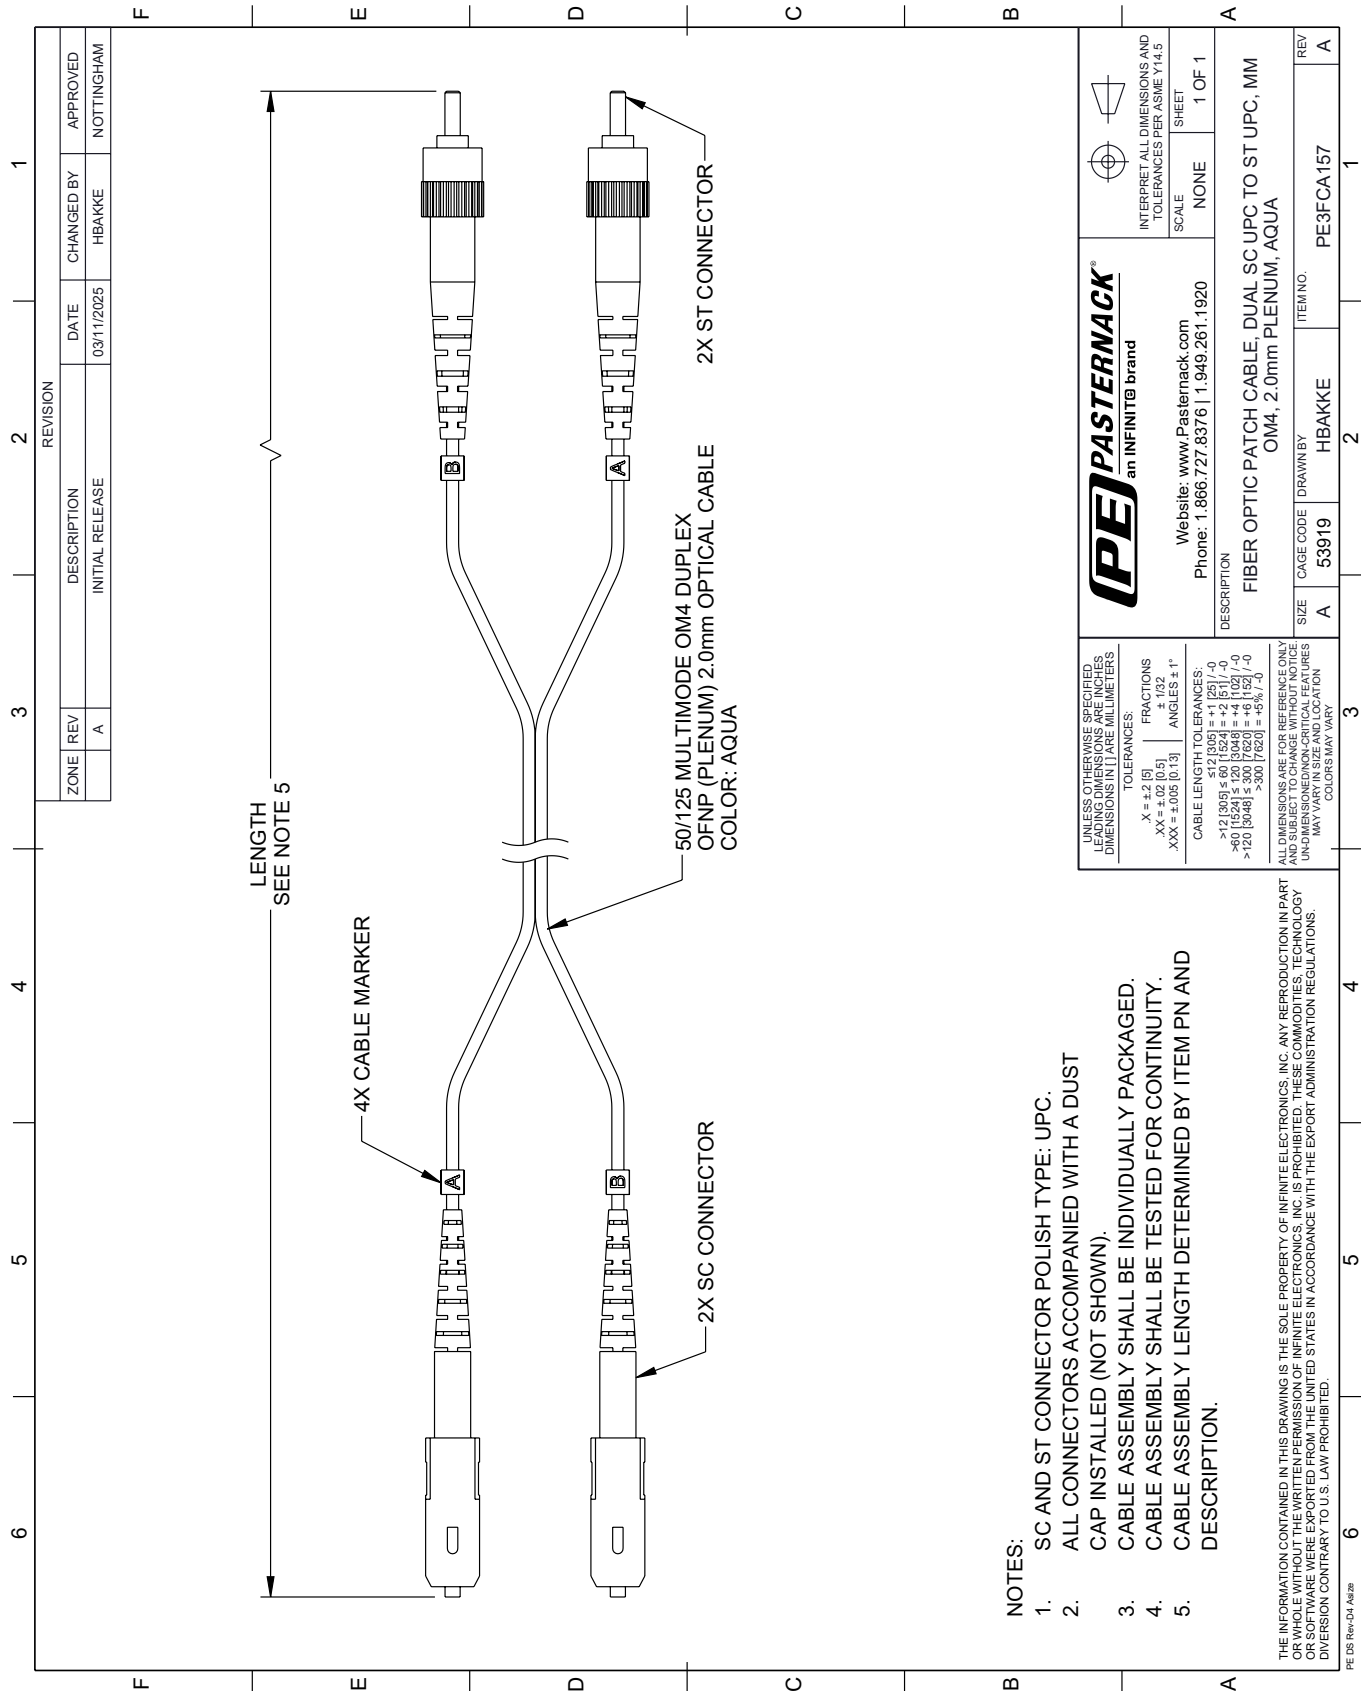 1
2
3
4
5
6
F
E
D
C
B
A
REVISION
ZONE REV DESCRIPTION DATE CHANGED BY APPROVED
A INITIAL RELEASE 03/11/2025 HBAKKE NOTTINGHAM
LENGTH
SEE NOTE 5
4X CABLE MARKER
A
B
B
A
2X SC CONNECTOR
2X ST CONNECTOR
50/125 MULTIMODE OM4 DUPLEX
OFNP (PLENUM) 2.0mm OPTICAL CABLE
COLOR: AQUA
NOTES:
1. SC AND ST CONNECTOR POLISH TYPE: UPC.
2. ALL CONNECTORS ACCOMPANIED WITH A DUST
CAP INSTALLED (NOT SHOWN).
3. CABLE ASSEMBLY SHALL BE INDIVIDUALLY PACKAGED.
4. CABLE ASSEMBLY SHALL BE TESTED FOR CONTINUITY.
5. CABLE ASSEMBLY LENGTH DETERMINED BY ITEM PN AND
DESCRIPTION.
THE INFORMATION CONTAINED IN THIS DRAWING IS THE SOLE PROPERTY OF INFINITE ELECTRONICS, INC. ANY REPRODUCTION IN PART
OR WHOLE WITHOUT THE WRITTEN PERMISSION OF INFINITE ELECTRONICS, INC. IS PROHIBITED. THESE COMMODITIES, TECHNOLOGY
OR SOFTWARE WERE EXPORTED FROM THE UNITED STATES IN ACCORDANCE WITH THE EXPORT ADMINISTRATION REGULATIONS.
DIVERSION CONTRARY TO U.S. LAW PROHIBITED.
UNLESS OTHERWISE SPECIFIED
LEADING DIMENSIONS ARE INCHES
DIMENSIONS IN [ ] ARE MILLIMETERS
TOLERANCES:
.X = ±.2 [5] FRACTIONS
.XX = ±.02 [0.5] ± 1/32
.XXX = ±.005 [0.13] ANGLES ± 1°
CABLE LENGTH TOLERANCES:
≤12 [305] = +1 [25] / -0
>12 [305] ≤ 60 [1524] = +2 [51] / -0
>60 [1524] ≤ 120 [3048] = +4 [102] / -0
>120 [3048] ≤ 300 [7620] = +6 [152] / -0
>300 [7620] = +5% / -0
ALL DIMENSIONS ARE FOR REFERENCE ONLY
AND SUBJECT TO CHANGE WITHOUT NOTICE.
UN-DIMENSIONED/NON-CRITICAL FEATURES
MAY VARY IN SIZE AND LOCATION
COLORS MAY VARY
PE PASTERNACK®
an INFINIT® brand
Website: www.Pasternack.com
Phone: 1.866.727.8376 | 1.949.261.1920
INTERPRET ALL DIMENSIONS AND
TOLERANCES PER ASME Y14.5
SCALE SHEET
NONE 1 OF 1
DESCRIPTION
FIBER OPTIC PATCH CABLE, DUAL SC UPC TO ST UPC, MM
OM4, 2.0mm PLENUM, AQUA
SIZE CAGE CODE DRAWN BY ITEM NO. REV
A 53919 HBAKKE PE3FCA157 A
PE DS Rev-D4 Asize
6
5
4
3
2
1
F
E
D
C
B
A